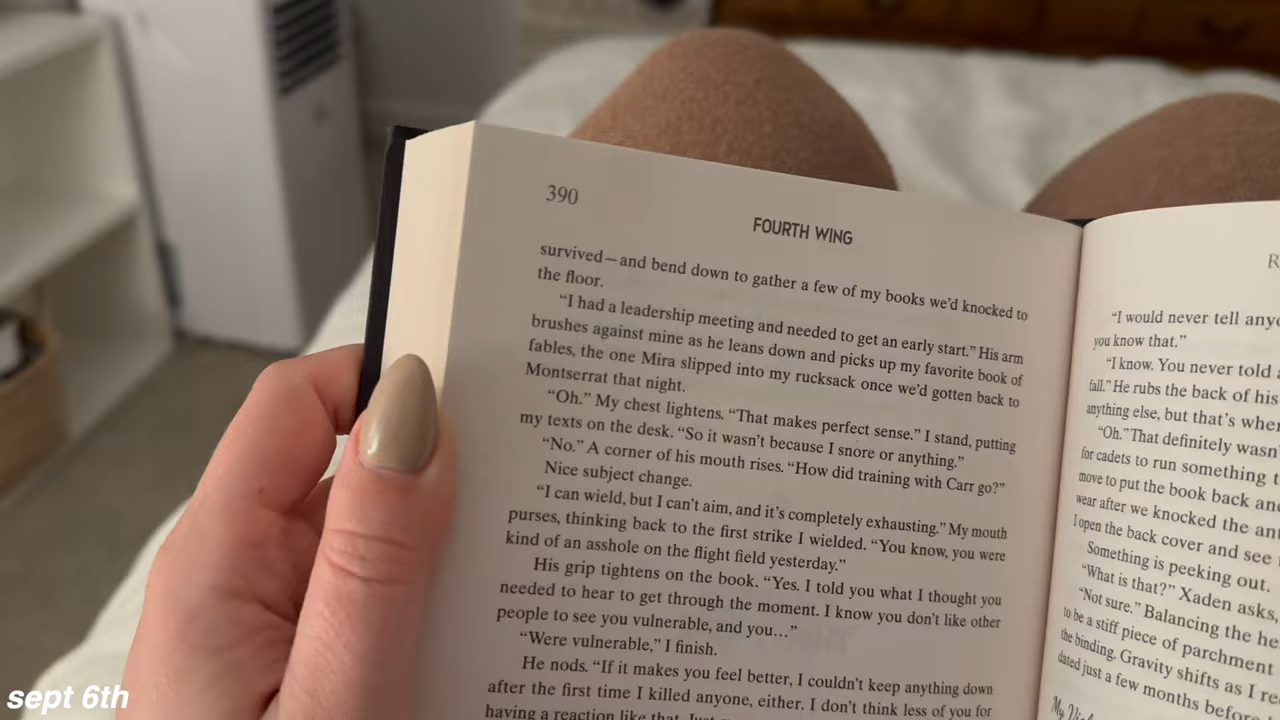 390
FOURTH WING
survived—and bend down to gather a few of my books we'd knocked to
the floor.
"I had a leadership meeting and needed to get an early start." His arm
brushes against mine as he leans down and picks up my favorite book of
fables, the one Mira slipped into my rucksack once we'd gotten back to
Montserrat that night.
"Oh." My chest lightens. "That makes perfect sense." I stand, putting
my texts on the desk. "So it wasn't because I snore or anything."
"No." A corner of his mouth rises. "How did training with Carr go?"
Nice subject change.
"I can wield, but I can't aim, and it's completely exhausting." My mouth
purses, thinking back to the first strike I wielded. "You know, you were
kind of an asshole on the flight field yesterday."
His grip tightens on the book. "Yes. I told you what I thought you
needed to hear to get through the moment. I know you don't like other
people to see you vulnerable, and you…"
"Were vulnerable," I finish.
He nods. "If it makes you feel better, I couldn't keep anything down
after the first time I killed anyone, either. I don't think less of you for
having a reaction like that.
R
"I would never tell
you know that."
"I know. You never told
fall." He rubs the back of his
anything else, but that's
"Oh." That definitely
for cadets to run something
move to put the book back
wear after we knocked the
I open the back cover and see
Something is peeking out.
"What is that?" Xaden asks,
"Not sure." Balancing the
to be a stiff piece of parchment
the binding. Gravity shifts as I
dated just a few months before
My
sept 6th